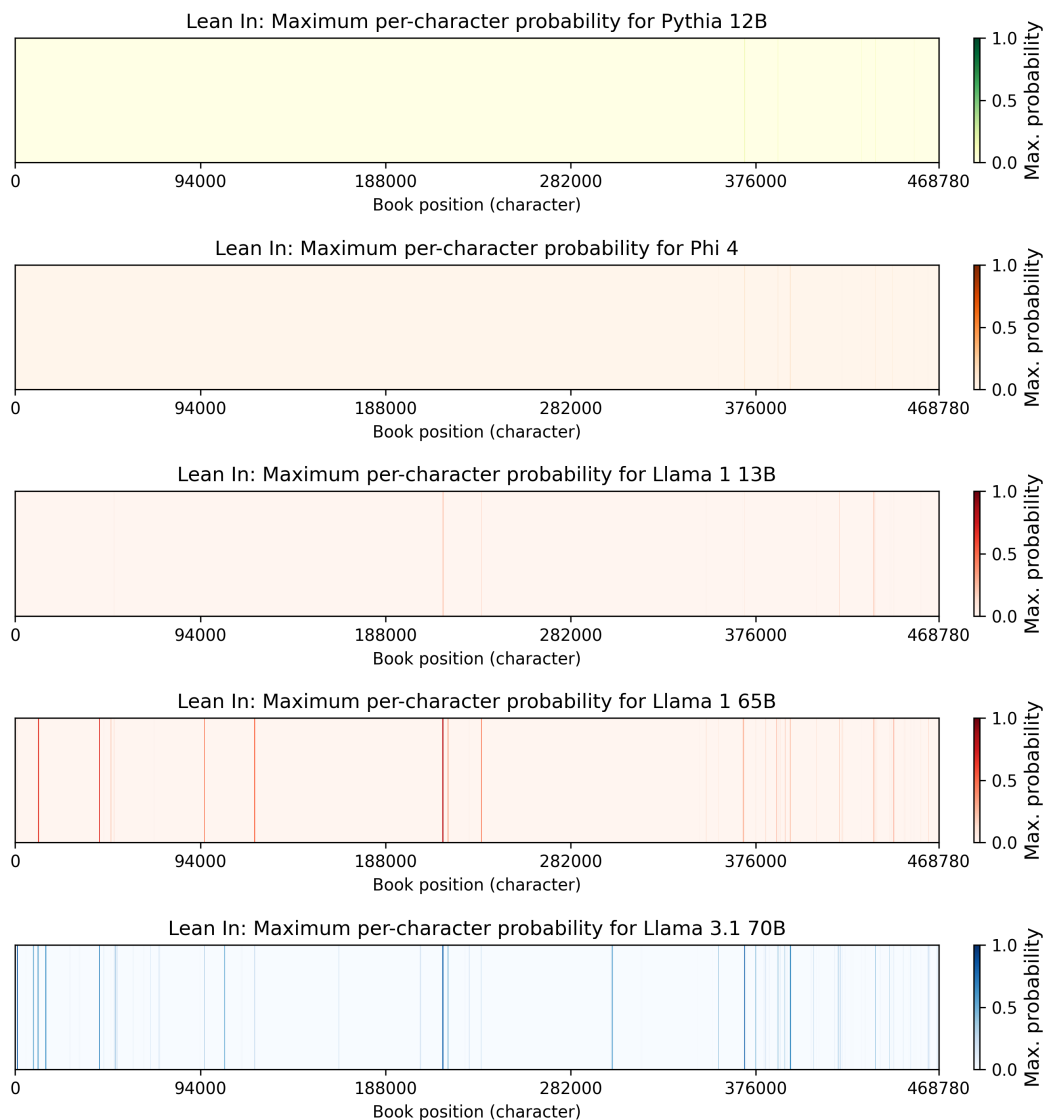 Lean In: Maximum per-character probability for Pythia 12B
1.0
0.5
0.0
Max. probability
0 94000 188000 282000 376000 468780
Book position (character)
Lean In: Maximum per-character probability for Phi 4
1.0
0.5
0.0
Max. probability
0 94000 188000 282000 376000 468780
Book position (character)
Lean In: Maximum per-character probability for Llama 1 13B
1.0
0.5
0.0
Max. probability
0 94000 188000 282000 376000 468780
Book position (character)
Lean In: Maximum per-character probability for Llama 1 65B
1.0
0.5
0.0
Max. probability
0 94000 188000 282000 376000 468780
Book position (character)
Lean In: Maximum per-character probability for Llama 3.1 70B
1.0
0.5
0.0
Max. probability
0 94000 188000 282000 376000 468780
Book position (character)